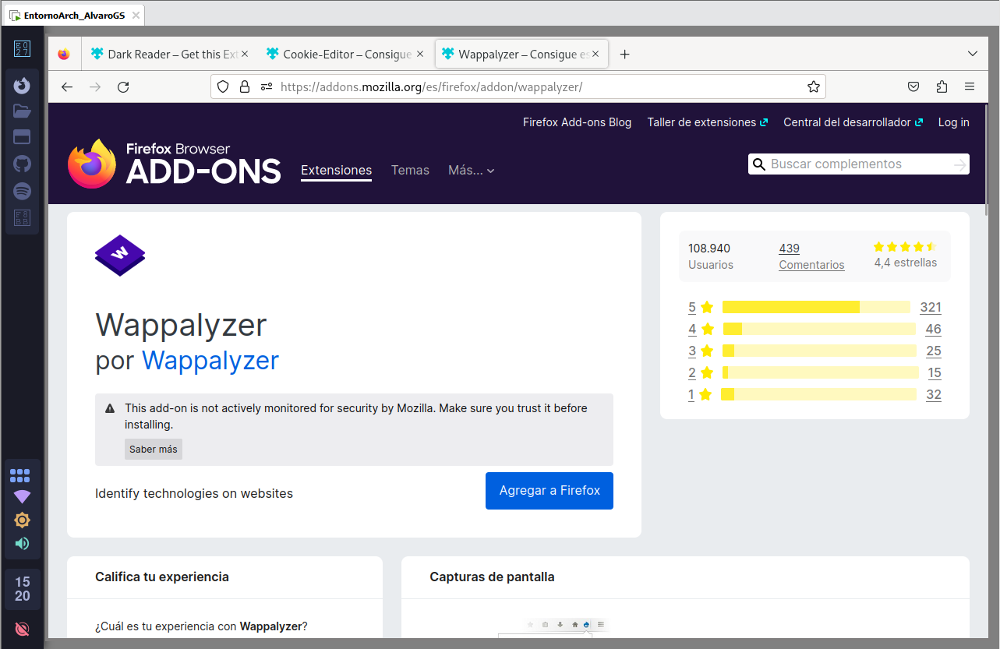 EntornoArch_AlvaroGS
Dark Reader – Get this Ext
Cookie-Editor – Consigue
Wappalyzer – Consigue es
https://addons.mozilla.org/es/firefox/addon/wappalyzer/
Firefox Add-ons Blog
Taller de extensiones
Central del desarrollador
Log in
Firefox Browser
ADD-ONS
Extensiones
Temas
Más...
Buscar complementos
W
Wappalyzer
por Wappalyzer
This add-on is not actively monitored for security by Mozilla. Make sure you trust it before
installing.
Saber más
Identify technologies on websites
Agregar a Firefox
108.940
Usuarios
439
Comentarios
4,4 estrellas
5 321
4 46
3 25
2 15
1 32
Califica tu experiencia
¿Cuál es tu experiencia con Wappalyzer?
Capturas de pantalla
15
20